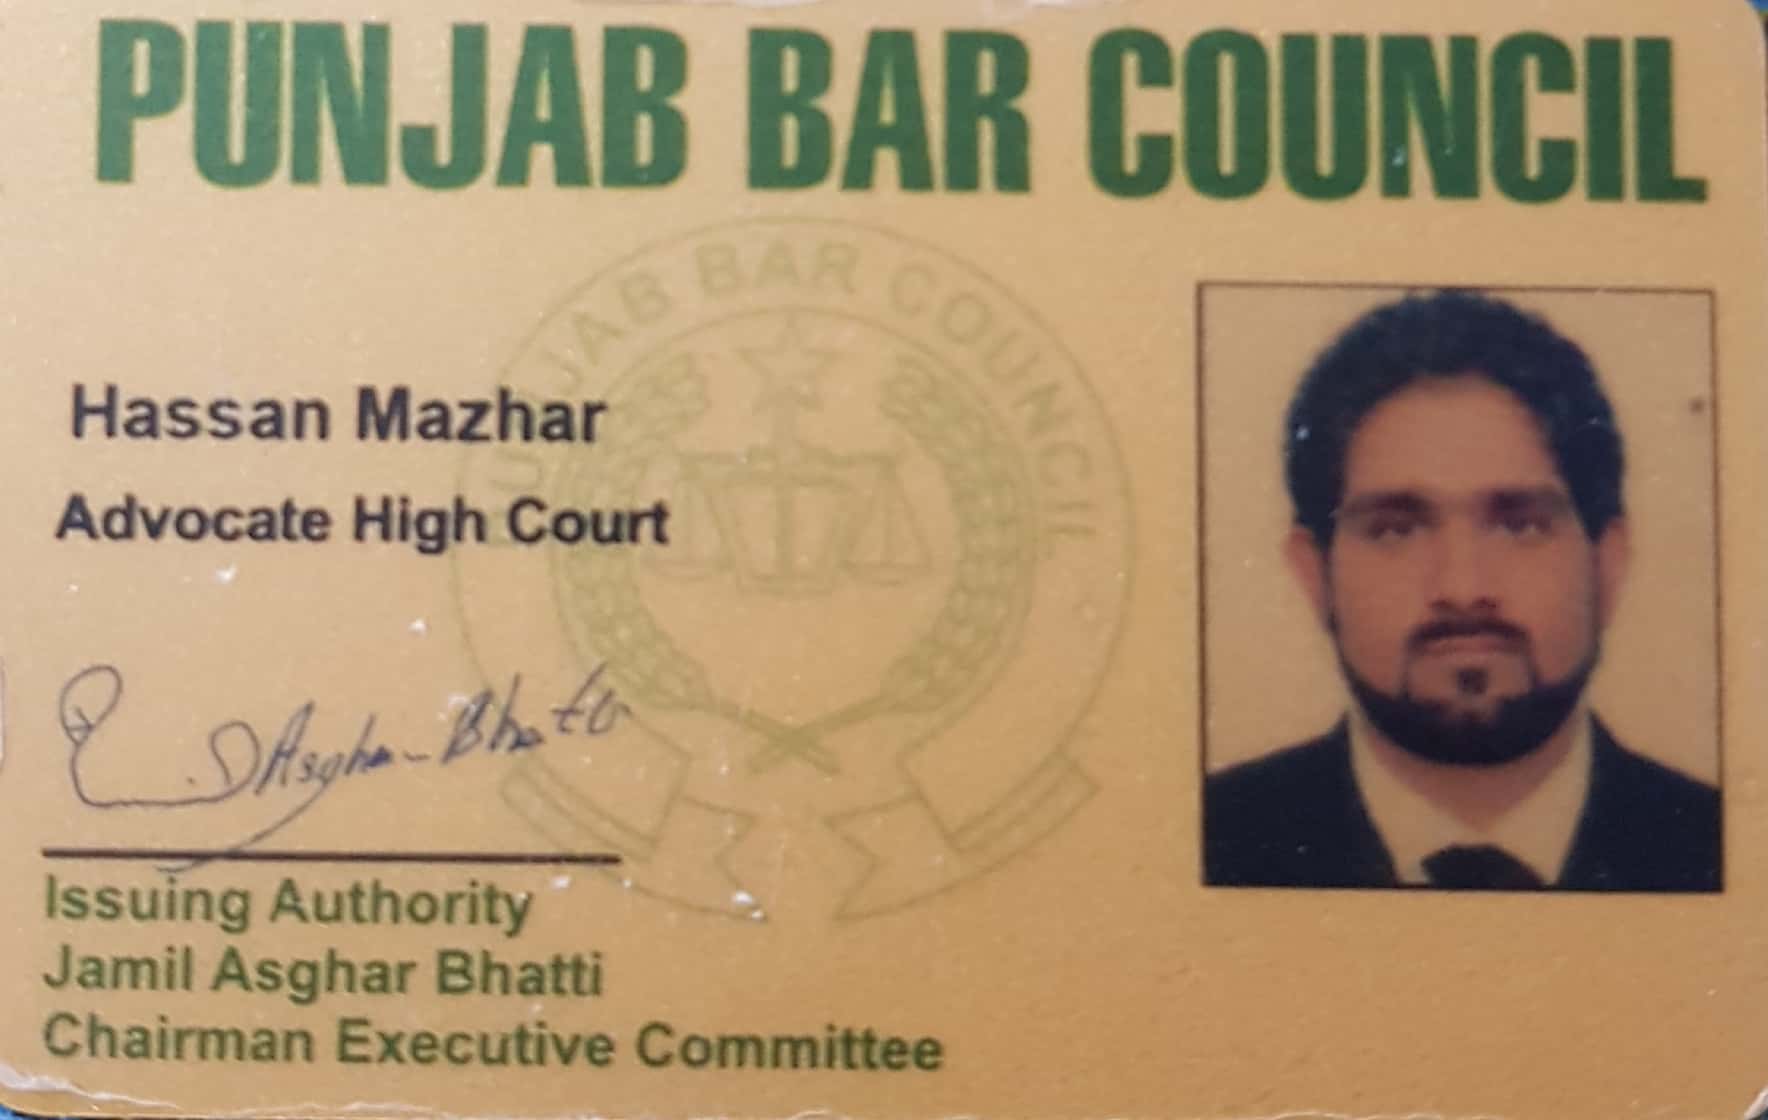 PUNJAB BAR COUNCIL
PUNJAB BAR COUNCIL
Hassan Mazhar
Advocate High Court
Asghar Bhatti
Issuing Authority
Jamil Asghar Bhatti
Chairman Executive Committee